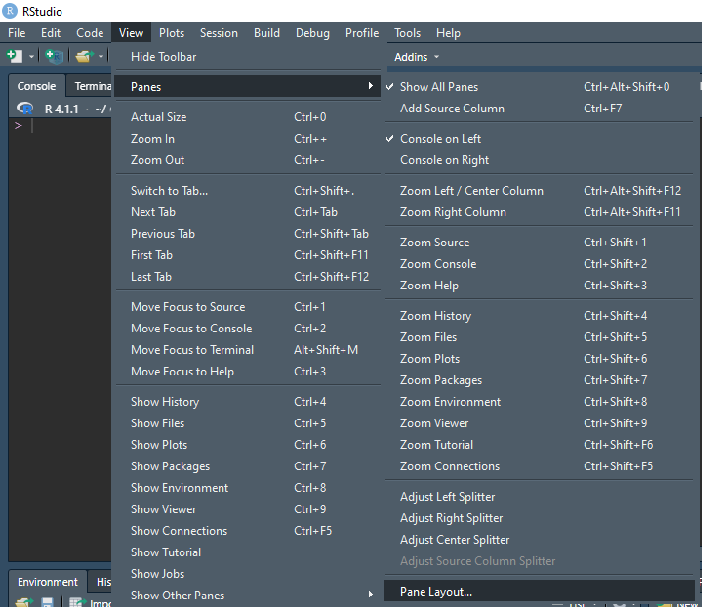 R RStudio
File Edit Code View Plots Session Build Debug Profile Tools Help
Hide Toolbar
Addins
Console Termina
Panes
R 4.1.1 · ~/
>
Actual Size Ctrl+0
Zoom In Ctrl++
Zoom Out Ctrl+-
Switch to Tab... Ctrl+Shift+.
Next Tab Ctrl+Tab
Previous Tab Ctrl+Shift+Tab
First Tab Ctrl+Shift+F11
Last Tab Ctrl+Shift+F12
Move Focus to Source Ctrl+1
Move Focus to Console Ctrl+2
Move Focus to Terminal Alt+Shift+M
Move Focus to Help Ctrl+3
Show History Ctrl+4
Show Files Ctrl+5
Show Plots Ctrl+6
Show Packages Ctrl+7
Show Environment Ctrl+8
Show Viewer Ctrl+9
Show Connections Ctrl+F5
Show Tutorial
Show Jobs
Show Other Panes
Show All Panes Ctrl+Alt+Shift+0
Add Source Column Ctrl+F7
Console on Left
Console on Right
Zoom Left / Center Column Ctrl+Alt+Shift+F12
Zoom Right Column Ctrl+Alt+Shift+F11
Zoom Source Ctrl+Shift+1
Zoom Console Ctrl+Shift+2
Zoom Help Ctrl+Shift+3
Zoom History Ctrl+Shift+4
Zoom Files Ctrl+Shift+5
Zoom Plots Ctrl+Shift+6
Zoom Packages Ctrl+Shift+7
Zoom Environment Ctrl+Shift+8
Zoom Viewer Ctrl+Shift+9
Zoom Tutorial Ctrl+Shift+F6
Zoom Connections Ctrl+Shift+F5
Adjust Left Splitter
Adjust Right Splitter
Adjust Center Splitter
Adjust Source Column Splitter
Pane Layout...
Environment His
Impo